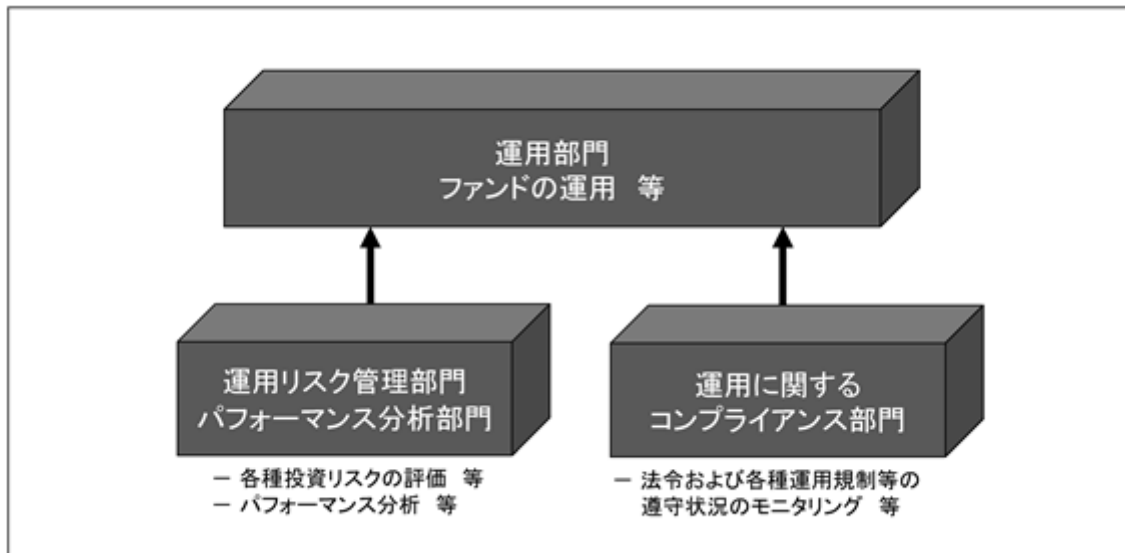 運用部門
ファンドの運用 等
運用リスク管理部門
パフォーマンス分析部門
運用に関する
コンプライアンス部門
－ 各種投資リスクの評価 等
－ パフォーマンス分析 等
－ 法令および各種運用規制等の
遵守状況のモニタリング 等